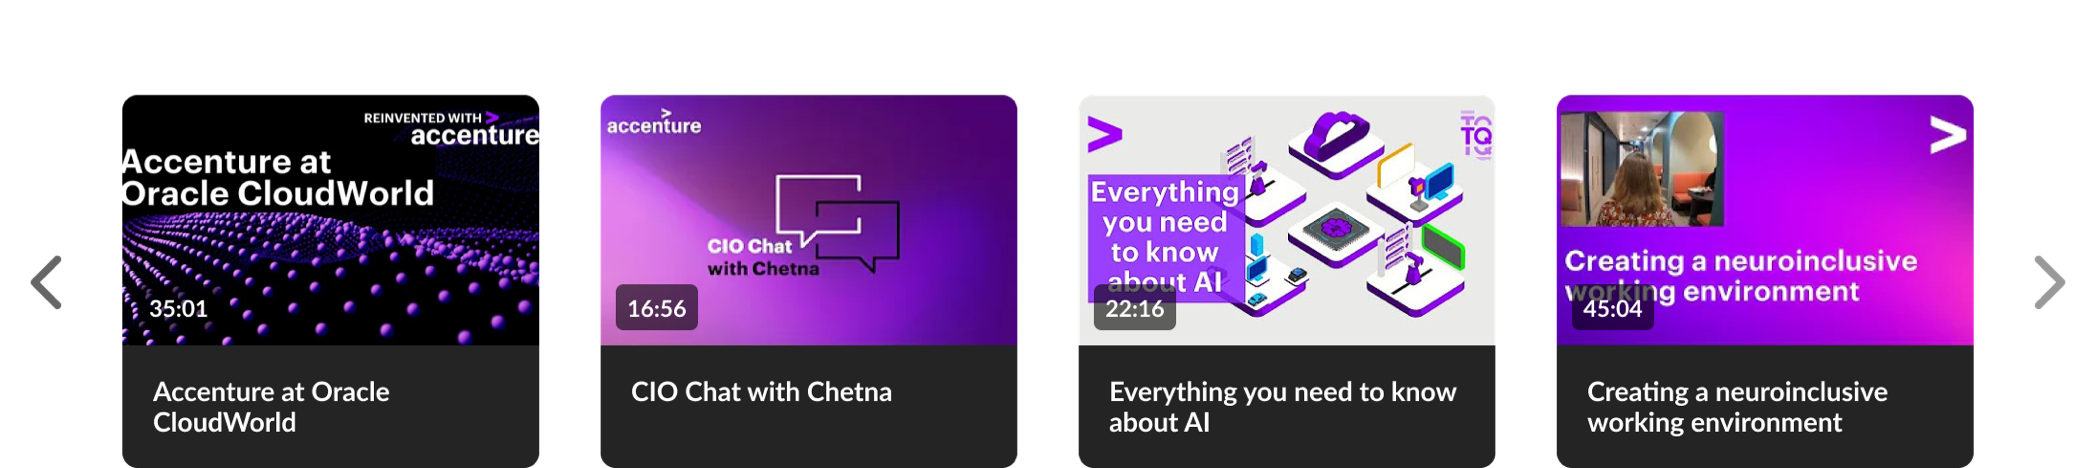 REINVENTED WITH >
accenture
Accenture at
Oracle CloudWorld
35:01
Accenture at Oracle
CloudWorld
accenture
CIO Chat
with Chetna
16:56
CIO Chat with Chetna
TQ
Everything
you need
to know
about AI
22:16
Everything you need to know
about AI
Creating a neuroinclusive
working environment
45:04
Creating a neuroinclusive
working environment